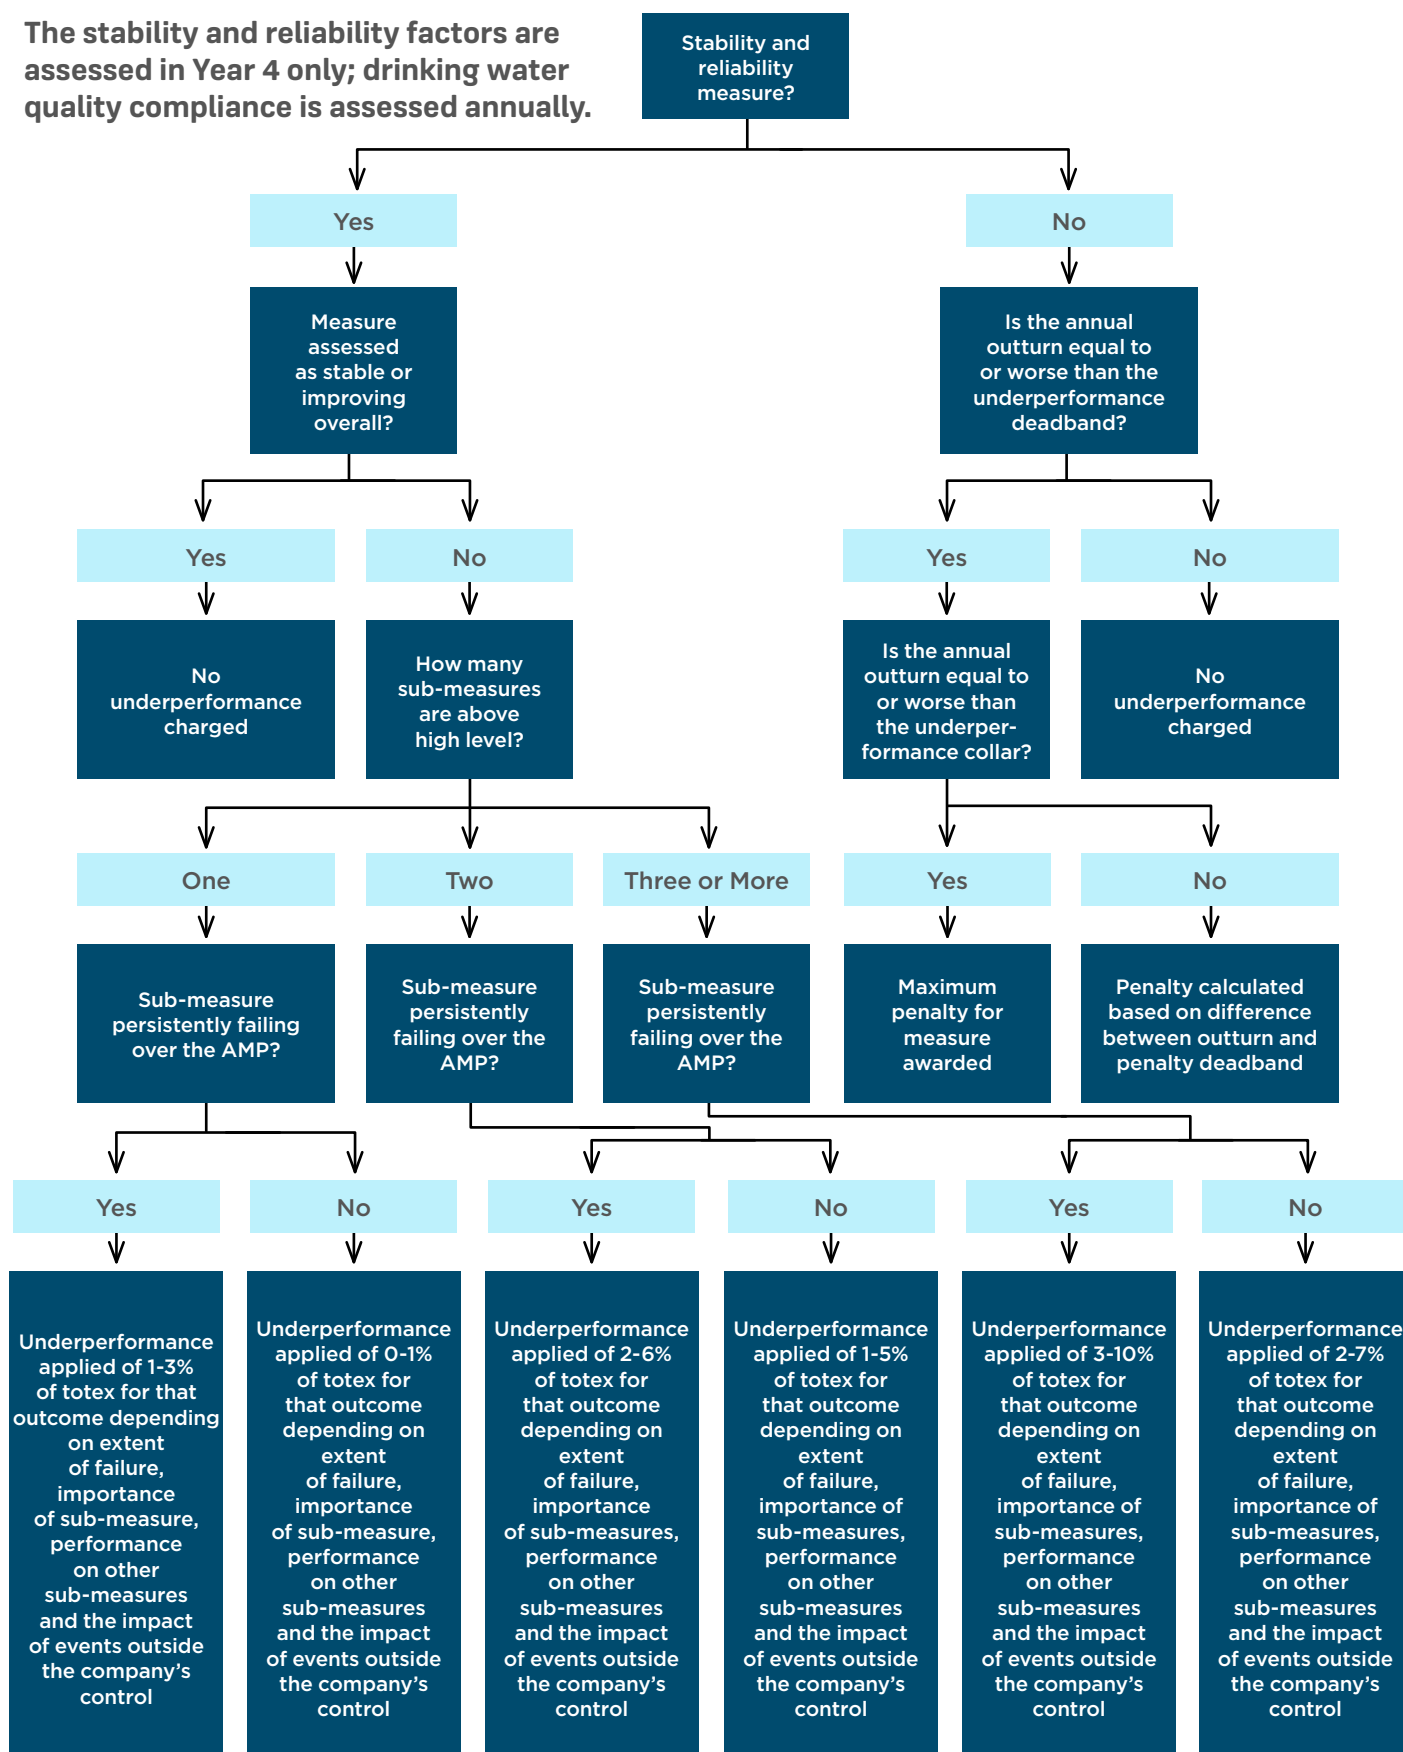 The stability and reliability factors are
assessed in Year 4 only; drinking water
quality compliance is assessed annually.
Stability and
reliability
measure?
Yes
No
Measure
assessed
as stable or
improving
overall?
Is the annual
outturn equal to
or worse than the
underperformance
deadband?
Yes
No
Yes
No
No
underperformance
charged
How many
sub-measures
are above
high level?
Is the annual
outturn equal to
or worse than
the underper-
formance collar?
No
underperformance
charged
One
Two
Three or More
Yes
No
Sub-measure
persistently failing
over the AMP?
Sub-measure
persistently
failing over the
AMP?
Sub-measure
persistently
failing over the
AMP?
Maximum
penalty for
measure
awarded
Penalty calculated
based on difference
between outturn and
penalty deadband
Yes
No
Yes
No
Yes
No
Underperformance
applied of 1-3%
of totex for that
outcome depending
on extent
of failure,
importance
of sub-measure,
performance
on other
sub-measures
and the impact
of events outside
the company’s
control
Underperformance
applied of 0-1%
of totex for
that outcome
depending on
extent
of failure,
importance
of sub-measure,
performance
on other
sub-measures
and the impact
of events outside
the company’s
control
Underperformance
applied of 2-6%
of totex for
that outcome
depending on
extent
of failure,
importance
of sub-measures,
performance
on other
sub-measures
and the impact
of events outside
the company’s
control
Underperformance
applied of 1-5%
of totex for
that outcome
depending on
extent
of failure,
importance of
sub-measures,
performance
on other
sub-measures
and the impact
of events outside
the company’s
control
Underperformance
applied of 3-10%
of totex for
that outcome
depending on
extent
of failure,
importance of
sub-measures,
performance
on other
sub-measures
and the impact
of events outside
the company’s
control
Underperformance
applied of 2-7%
of totex for
that outcome
depending on
extent
of failure,
importance of
sub-measures,
performance
on other
sub-measures
and the impact
of events outside
the company’s
control